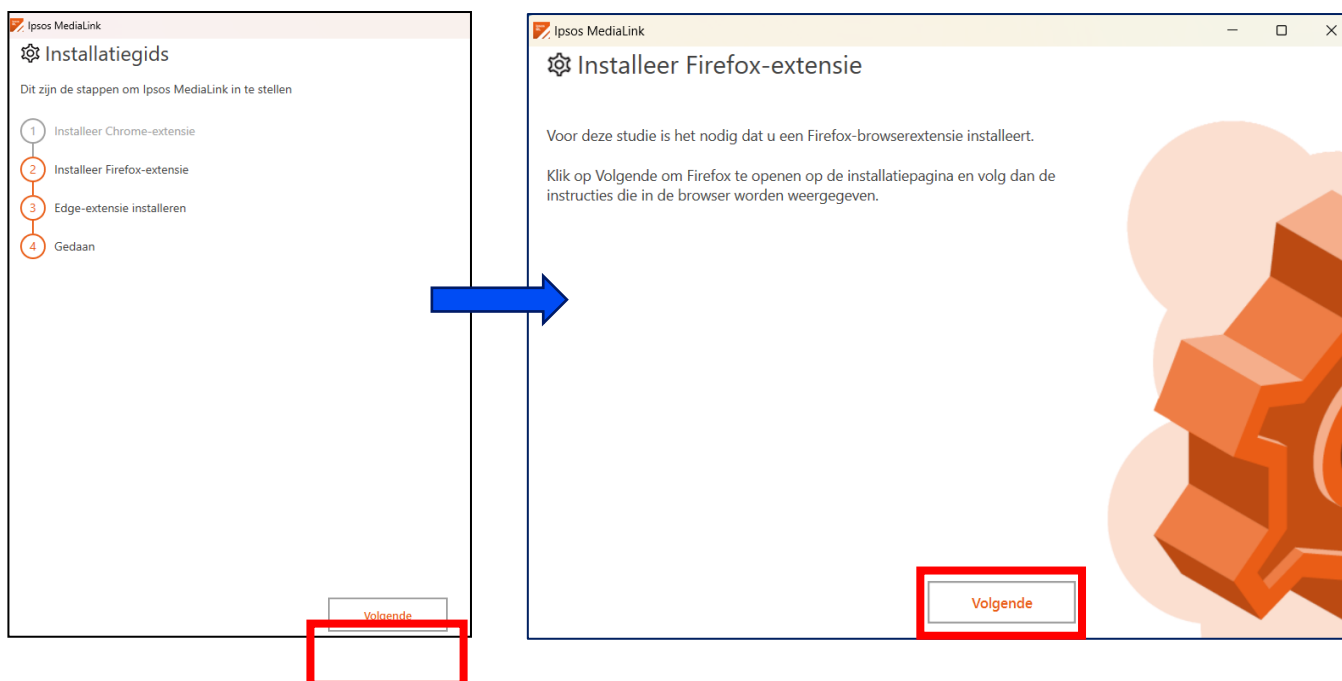 Ipsos MediaLink
Installatiegids
Dit zijn de stappen om Ipsos MediaLink in te stellen
1 Installeer Chrome-extensie
2 Installeer Firefox-extensie
3 Edge-extensie installeren
4 Gedaan
Volgende
Ipsos MediaLink
Installeer Firefox-extensie
Voor deze studie is het nodig dat u een Firefox-browserextensie installeert.
Klik op Volgende om Firefox te openen op de installatiepagina en volg dan de
instructies die in de browser worden weergegeven.
Volgende